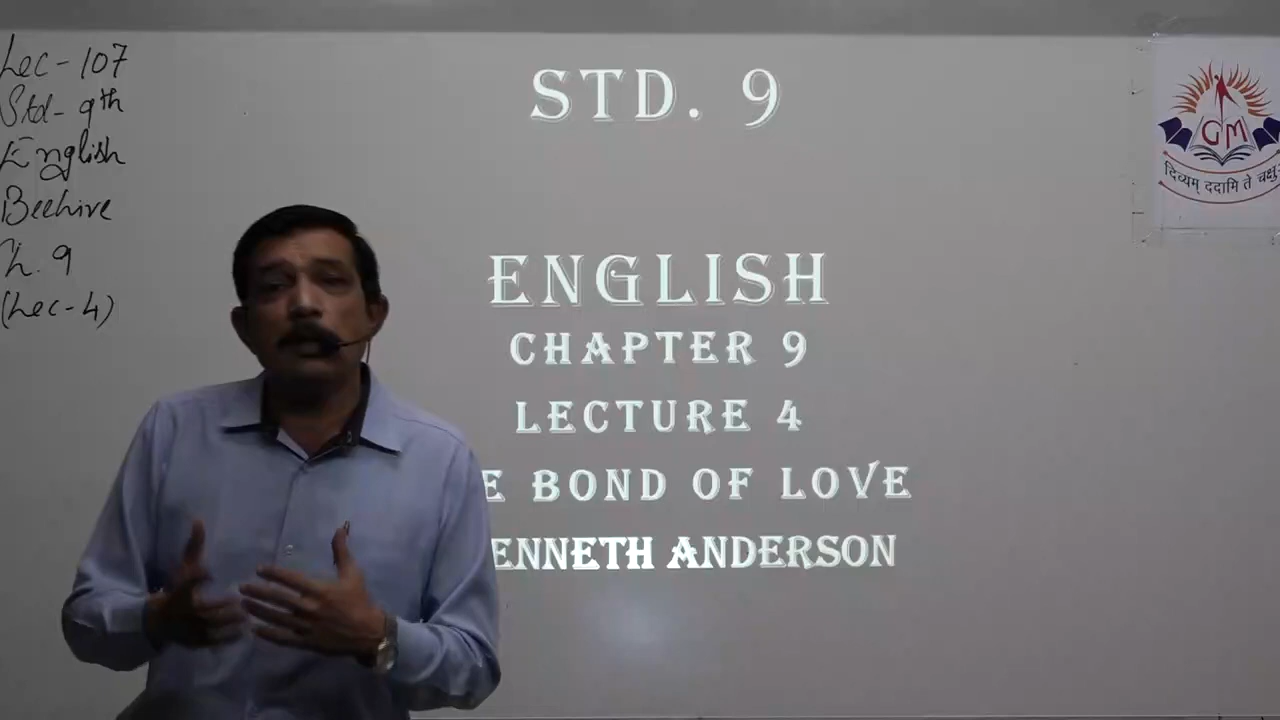 Lec - 107
Std - 9th
English
Beehive
Ch. 9
(Lec - 4)
STD. 9
ENGLISH
CHAPTER 9
LECTURE 4
E BOND OF LOVE
ENNETH ANDERSON
GM
दिव्यम् ददामि ते चक्षुः